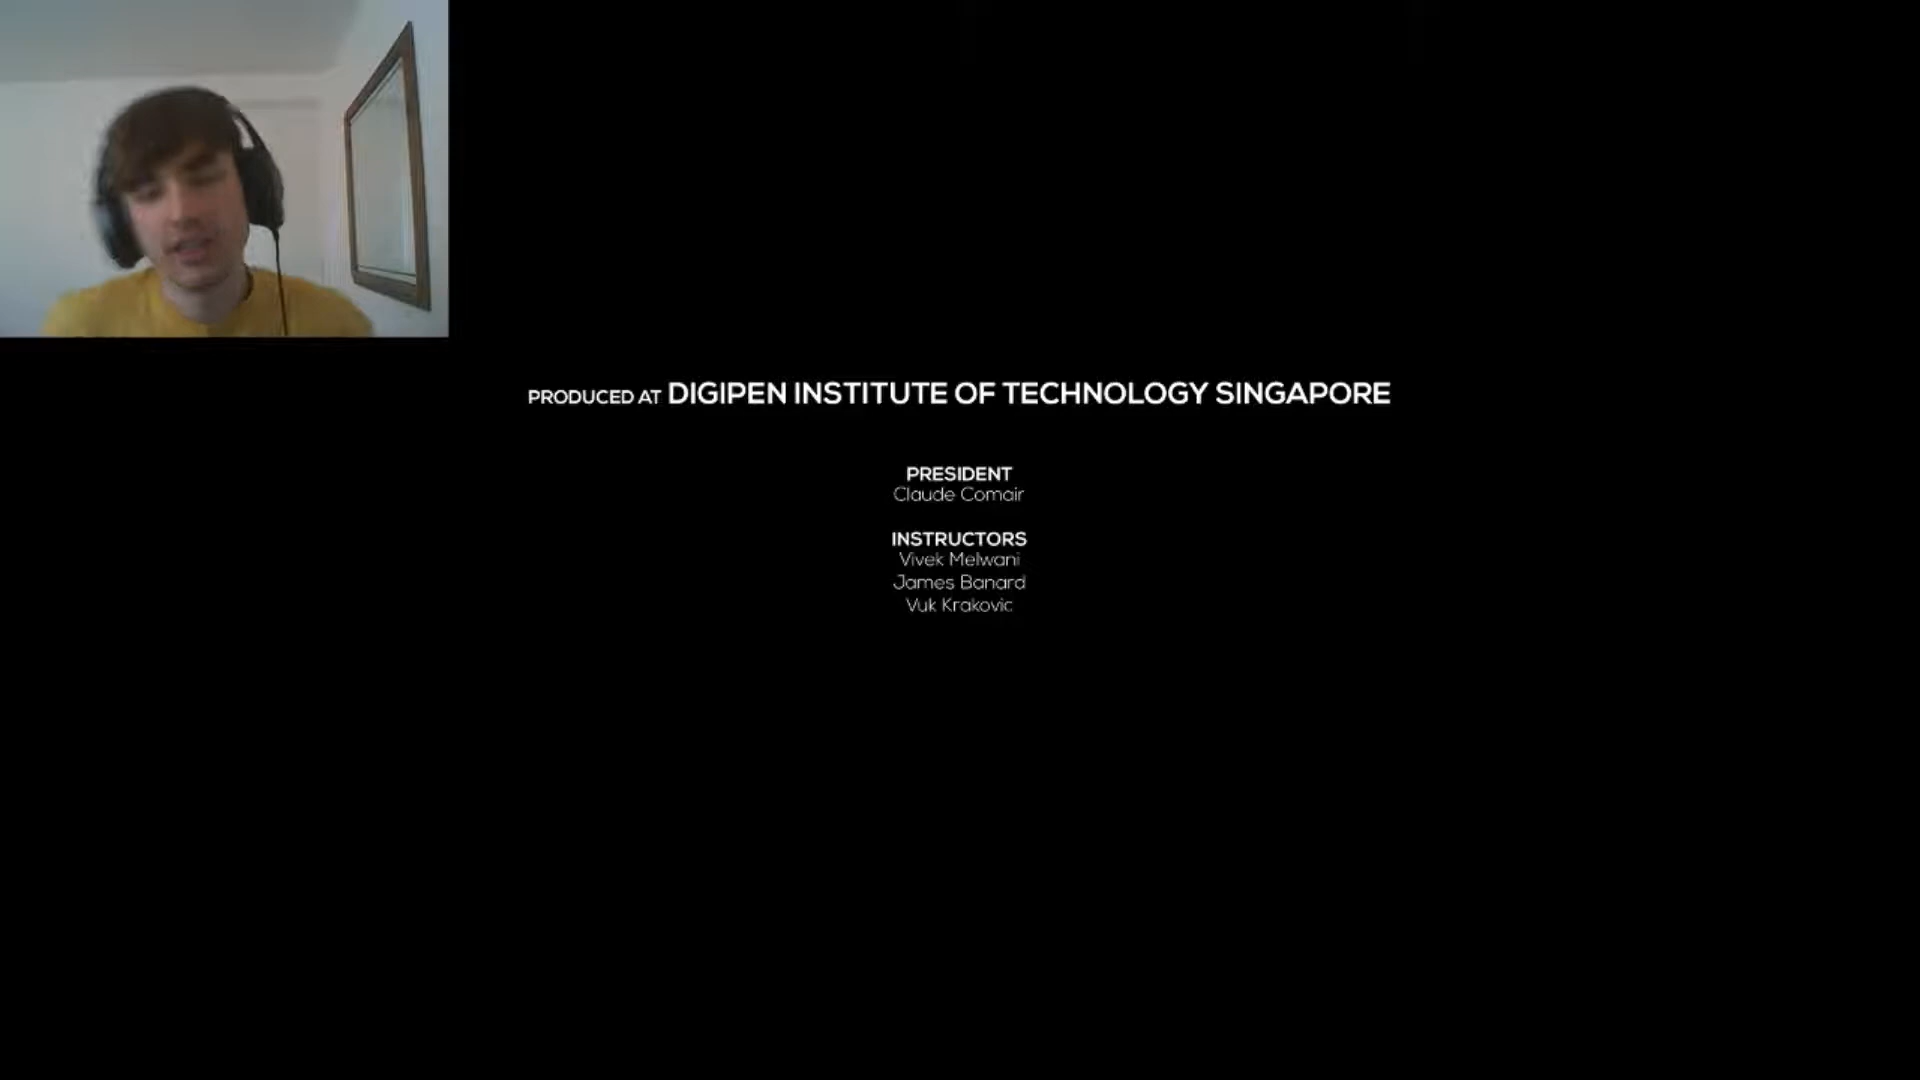 PRODUCED AT DIGIPEN INSTITUTE OF TECHNOLOGY SINGAPORE
PRESIDENT
Claude Comair
INSTRUCTORS
Vivek Melwani
James Banard
Vuk Krakovic